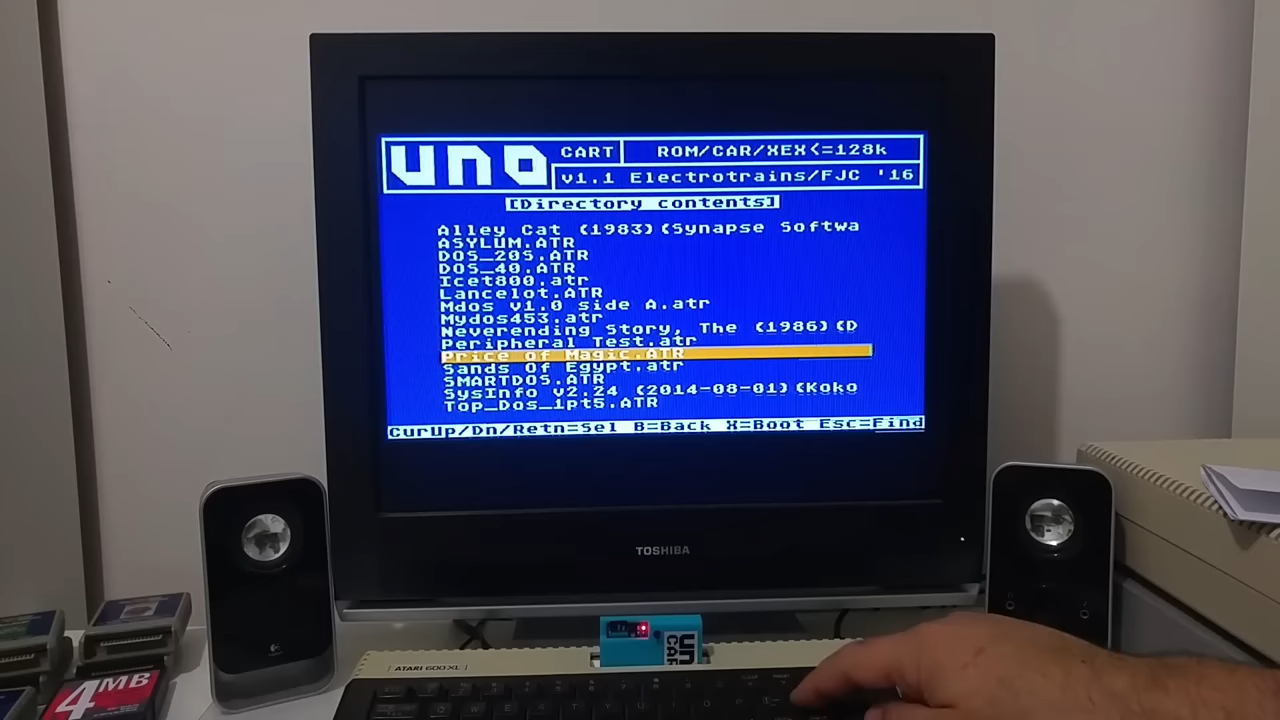 uno CART ROM/CAR/XEX<=128k
v1.1 Electrotrains/FJC '16
[Directory contents]
Alley Cat (1983)(Synapse Softwa
ASYLUM.ATR
DOS_20S.ATR
DOS_40.ATR
Icet800.atr
Lancelot.ATR
Mdos v1.0 Side A.atr
Mydos453.atr
Neverending Story, The (1986)(D
Peripheral Test.atr
Price of Magic.ATR
Sands Of Egypt.atr
SMARTDOS.ATR
SysInfo v2.24 (2014-08-01)(Koko
Top_Dos_1pt5.ATR
CurUp/Dn/Retn=Sel B=Back X=Boot Esc=Find
TOSHIBA
ATARI 600XL
4MB